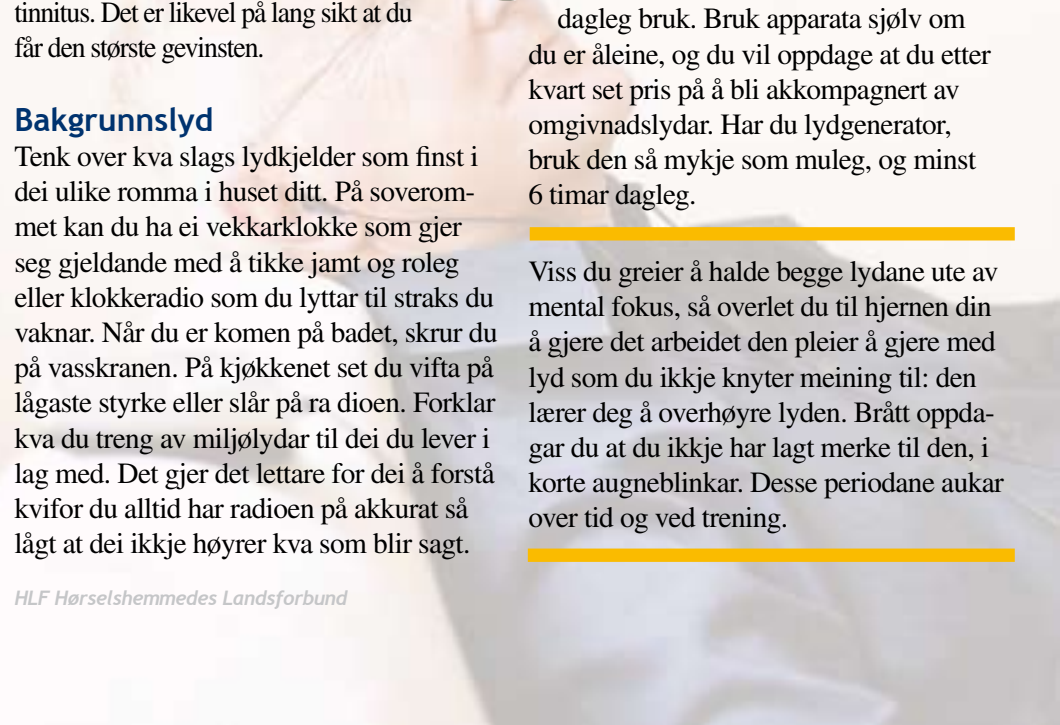 tinnitus. Det er likevel på lang sikt at du
får den største gevinsten.
Bakgrunnslyd
Tenk over kva slags lydkjelder som finst i
dei ulike romma i huset ditt. På soverom-
met kan du ha ei vekkarklokke som gjer
seg gjeldande med å tikke jamt og roleg
eller klokkeradio som du lyttar til straks du
vaknar. Når du er komen på badet, skrur du
på vasskranen. På kjøkkenet set du vifta på
lågaste styrke eller slår på ra dioen. Forklar
kva du treng av miljølydar til dei du lever i
lag med. Det gjer det lettare for dei å forstå
kvifor du alltid har radioen på akkurat så
lågt at dei ikkje høyrer kva som blir sagt.
HLF Hørselshemmedes Landsforbund
dagleg bruk. Bruk apparata sjølv om
du er åleine, og du vil oppdage at du etter
kvart set pris på å bli akkompagnert av
omgivnadslydar. Har du lydgenerator,
bruk den så mykje som muleg, og minst
6 timar dagleg.
Viss du greier å halde begge lydane ute av
mental fokus, så overlet du til hjernen din
å gjere det arbeidet den pleier å gjere med
lyd som du ikkje knyter meining til: den
lærer deg å overhøyre lyden. Brått oppda-
gar du at du ikkje har lagt merke til den, i
korte augneblinkar. Desse periodane aukar
over tid og ved trening.